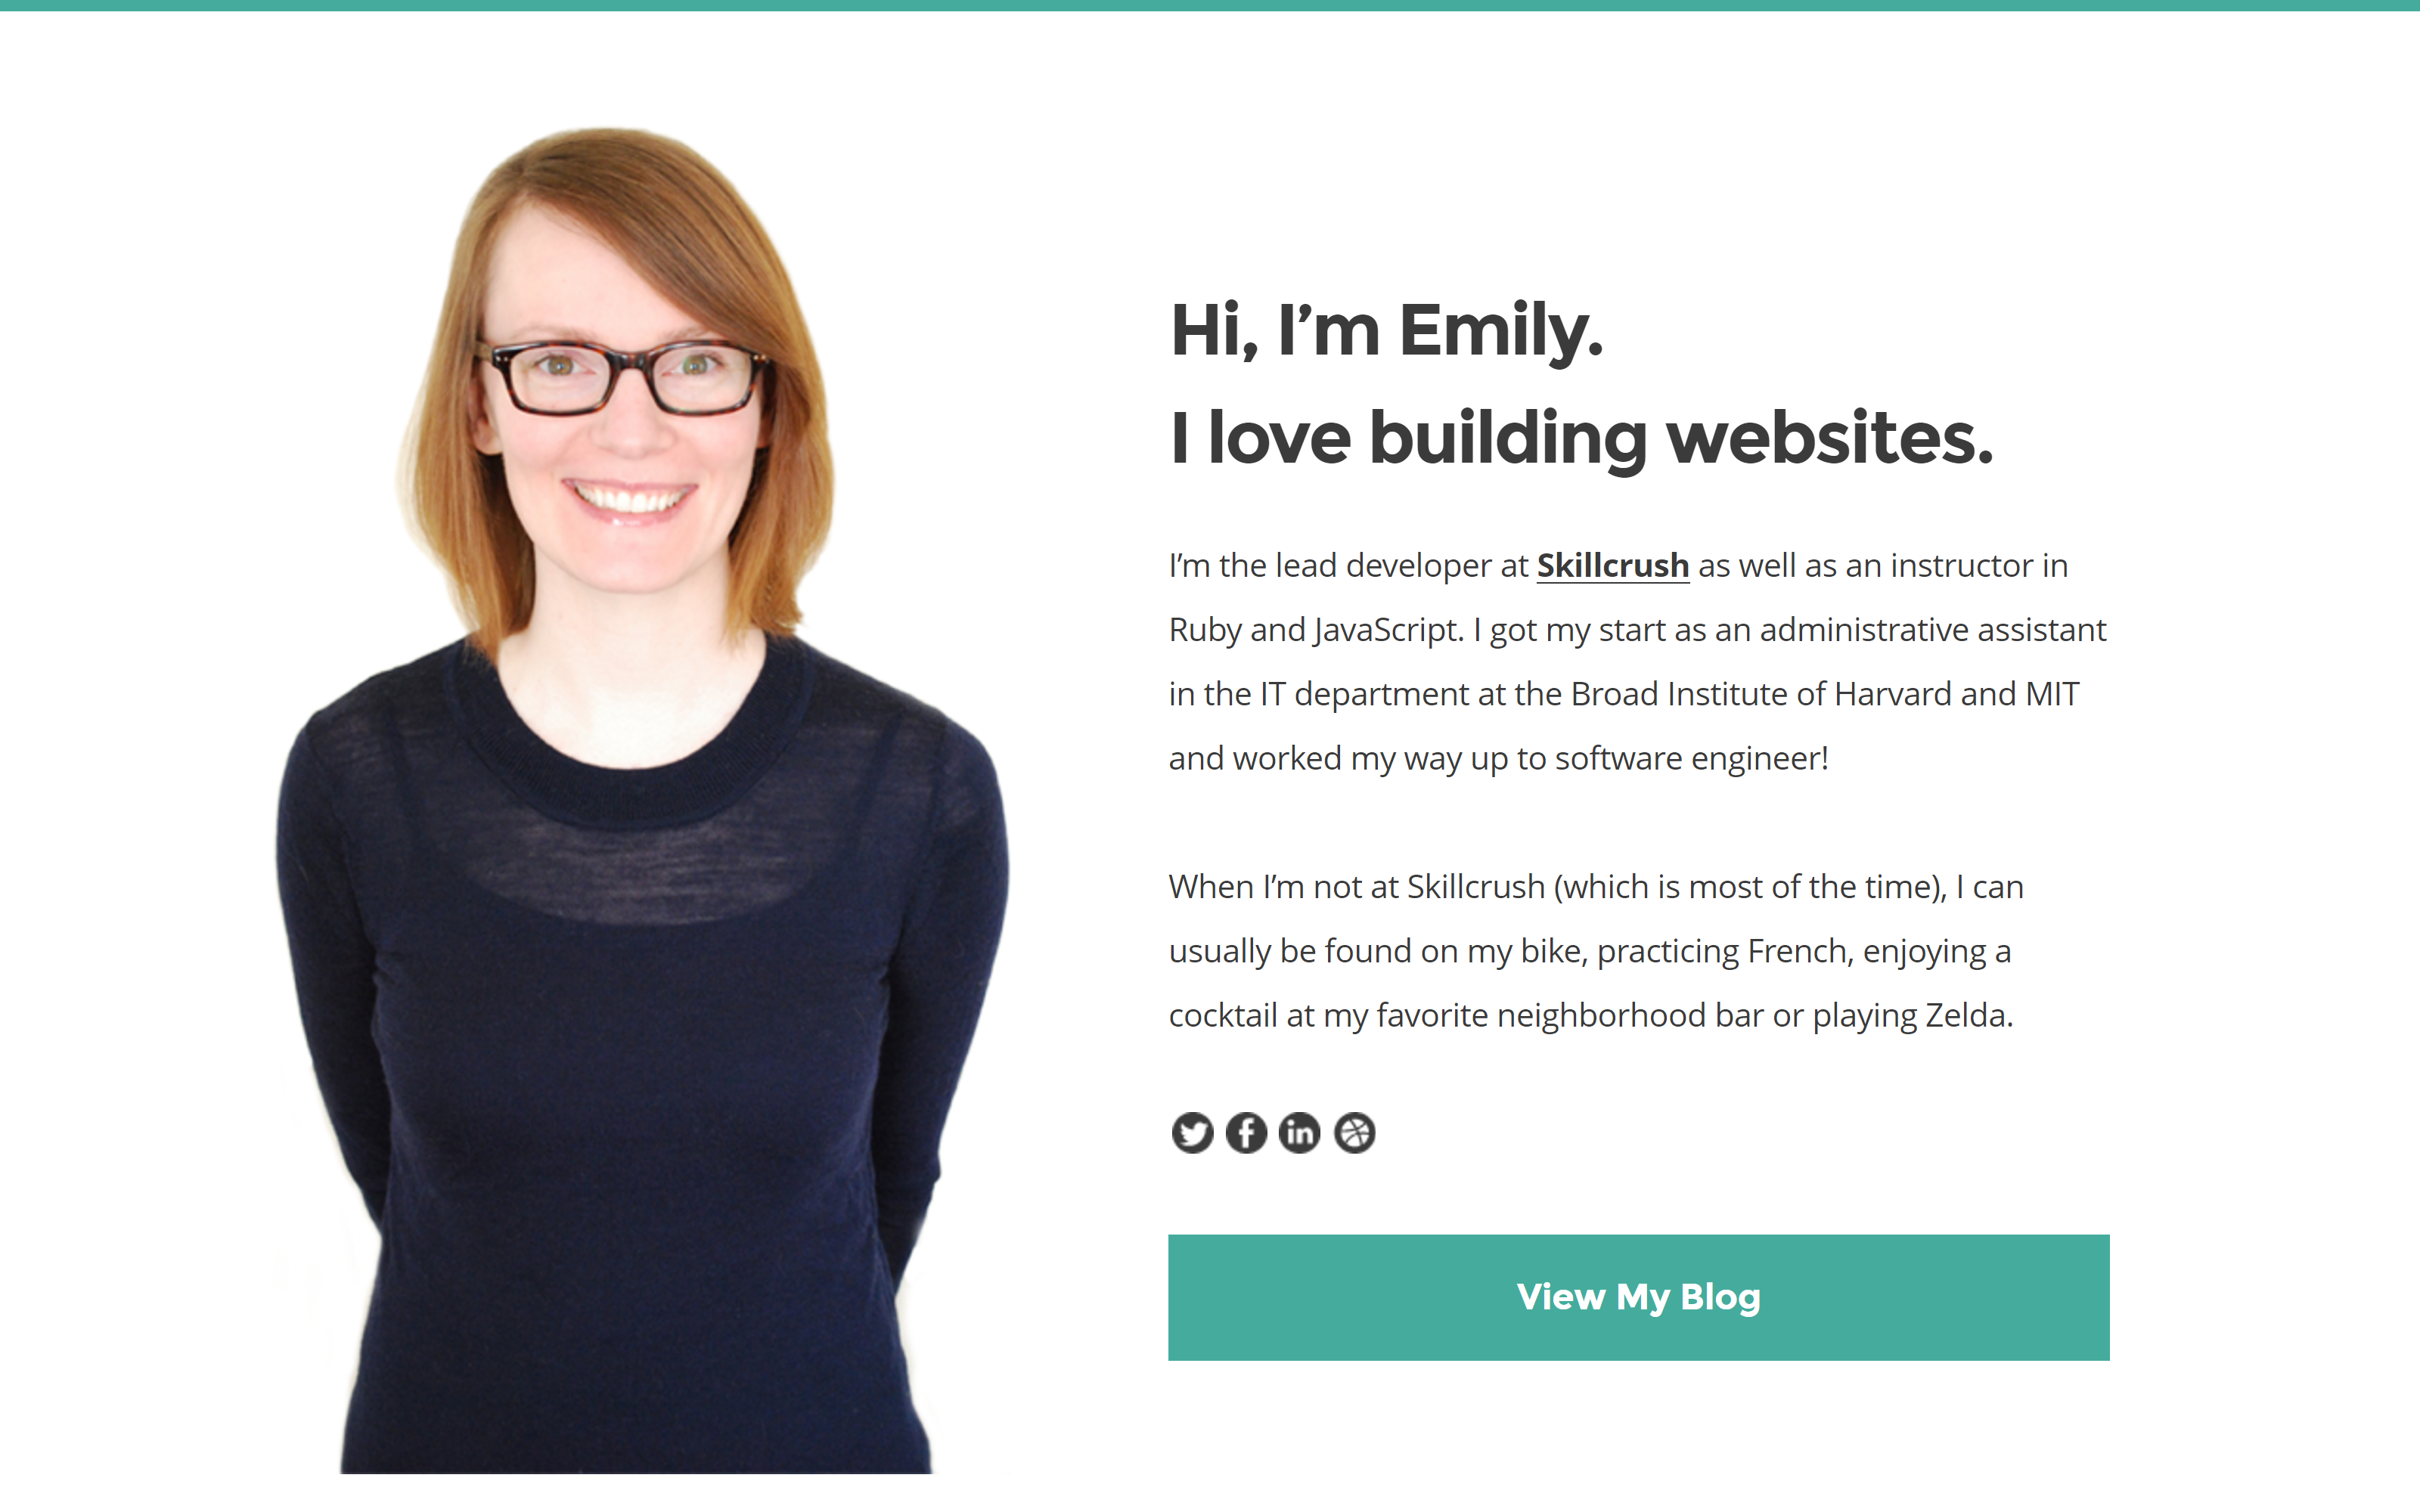 Hi, I’m Emily.
I love building websites.
I’m the lead developer at Skillcrush as well as an instructor in
Ruby and JavaScript. I got my start as an administrative assistant
in the IT department at the Broad Institute of Harvard and MIT
and worked my way up to software engineer!
When I’m not at Skillcrush (which is most of the time), I can
usually be found on my bike, practicing French, enjoying a
cocktail at my favorite neighborhood bar or playing Zelda.
View My Blog